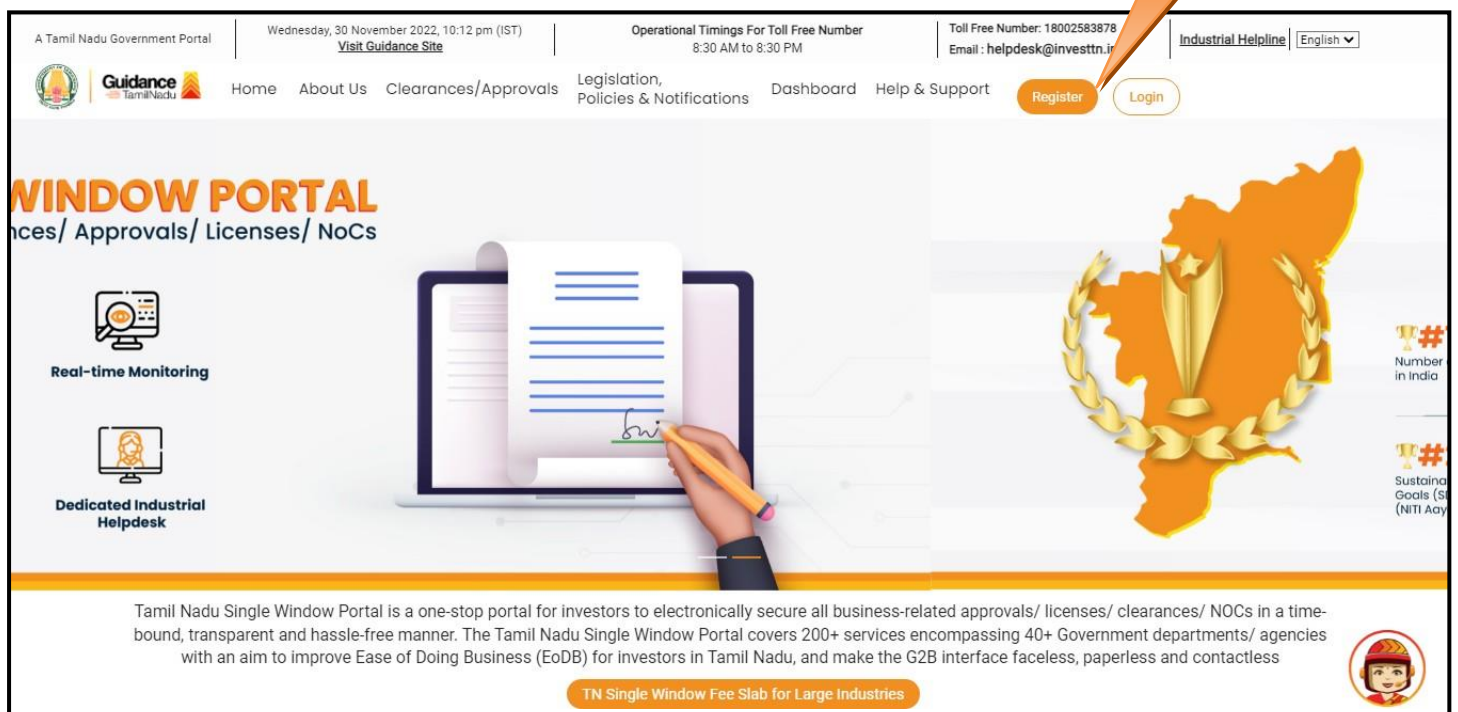 A Tamil Nadu Government Portal
Wednesday, 30 November 2022, 10:12 pm (IST)
Visit Guidance Site
Operational Timings For Toll Free Number
8:30 AM to 8:30 PM
Toll Free Number: 18002583878
Email : helpdesk@investtn.in
Industrial Helpline
English
Guidance
TamilNadu
Home
About Us
Clearances/Approvals
Legislation,
Policies & Notifications
Dashboard
Help & Support
Register
Login
WINDOW PORTAL
nces/ Approvals/ Licenses/ NoCs
Real-time Monitoring
Dedicated Industrial
Helpdesk
Number
in India
Goals
(NITI
Tamil Nadu Single Window Portal is a one-stop portal for investors to electronically secure all business-related approvals/ licenses/ clearances/ NOCs in a time-
bound, transparent and hassle-free manner. The Tamil Nadu Single Window Portal covers 200+ services encompassing 40+ Government departments/ agencies
with an aim to improve Ease of Doing Business (EoDB) for investors in Tamil Nadu, and make the G2B interface faceless, paperless and contactless
TN Single Window Fee Slab for Large Industries